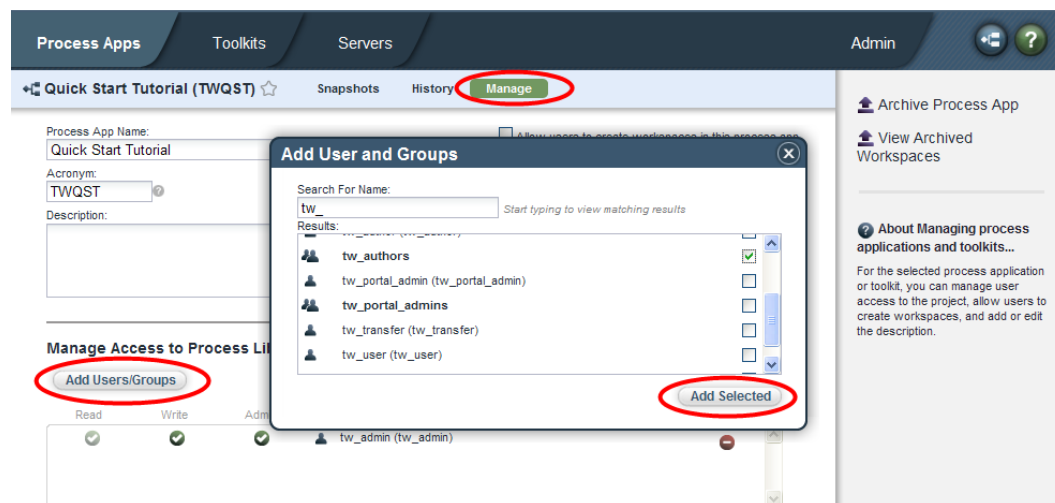 Process Apps Toolkits Servers Admin ?
Quick Start Tutorial (TWQST) Snapshots History Manage
Process App Name:
Quick Start Tutorial
Acronym:
TWQST ?
Description:
Manage Access to Process
Add Users/Groups
Read Write
Add User and Groups
Search For Name:
tw_ Start typing to view matching results
Results:
tw_authors
tw_portal_admin (tw_portal_admin)
tw_portal_admins
tw_transfer (tw_transfer)
tw_user (tw_user)
Add Selected
tw_admin (tw_admin)
Archive Process App
View Archived
Workspaces
? About Managing process
applications and toolkits...
For the selected process application
or toolkit, you can manage user
access to the project, allow users to
create workspaces, and add or edit
the description.